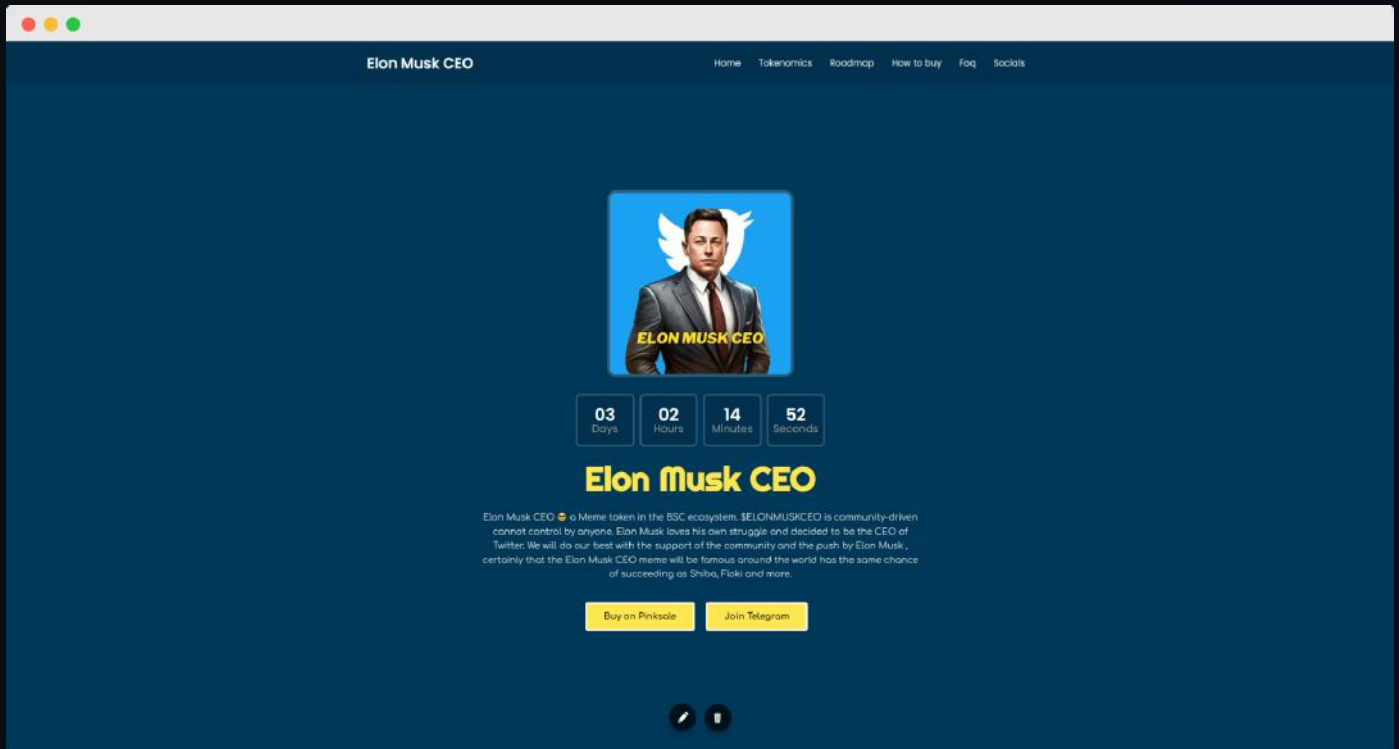 Elon Musk CEO
Home Tokenomics Roadmap How to buy Faq Socials
ELON MUSK CEO
03 02 14 52
Days Hours Minutes Seconds
Elon Musk CEO
Elon Musk CEO 😎 a Meme token in the BSC ecosystem. $ELONMUSKCEO is community-driven
cannot control by anyone. Elon Musk loves his own struggle and decided to be the CEO of
Twitter. We will do our best with the support of the community and the push by Elon Musk ,
certainly that the Elon Musk CEO meme will be famous around the world has the same chance
of succeeding as Shiba, Floki and more.
Buy on Pinksale Join Telegram